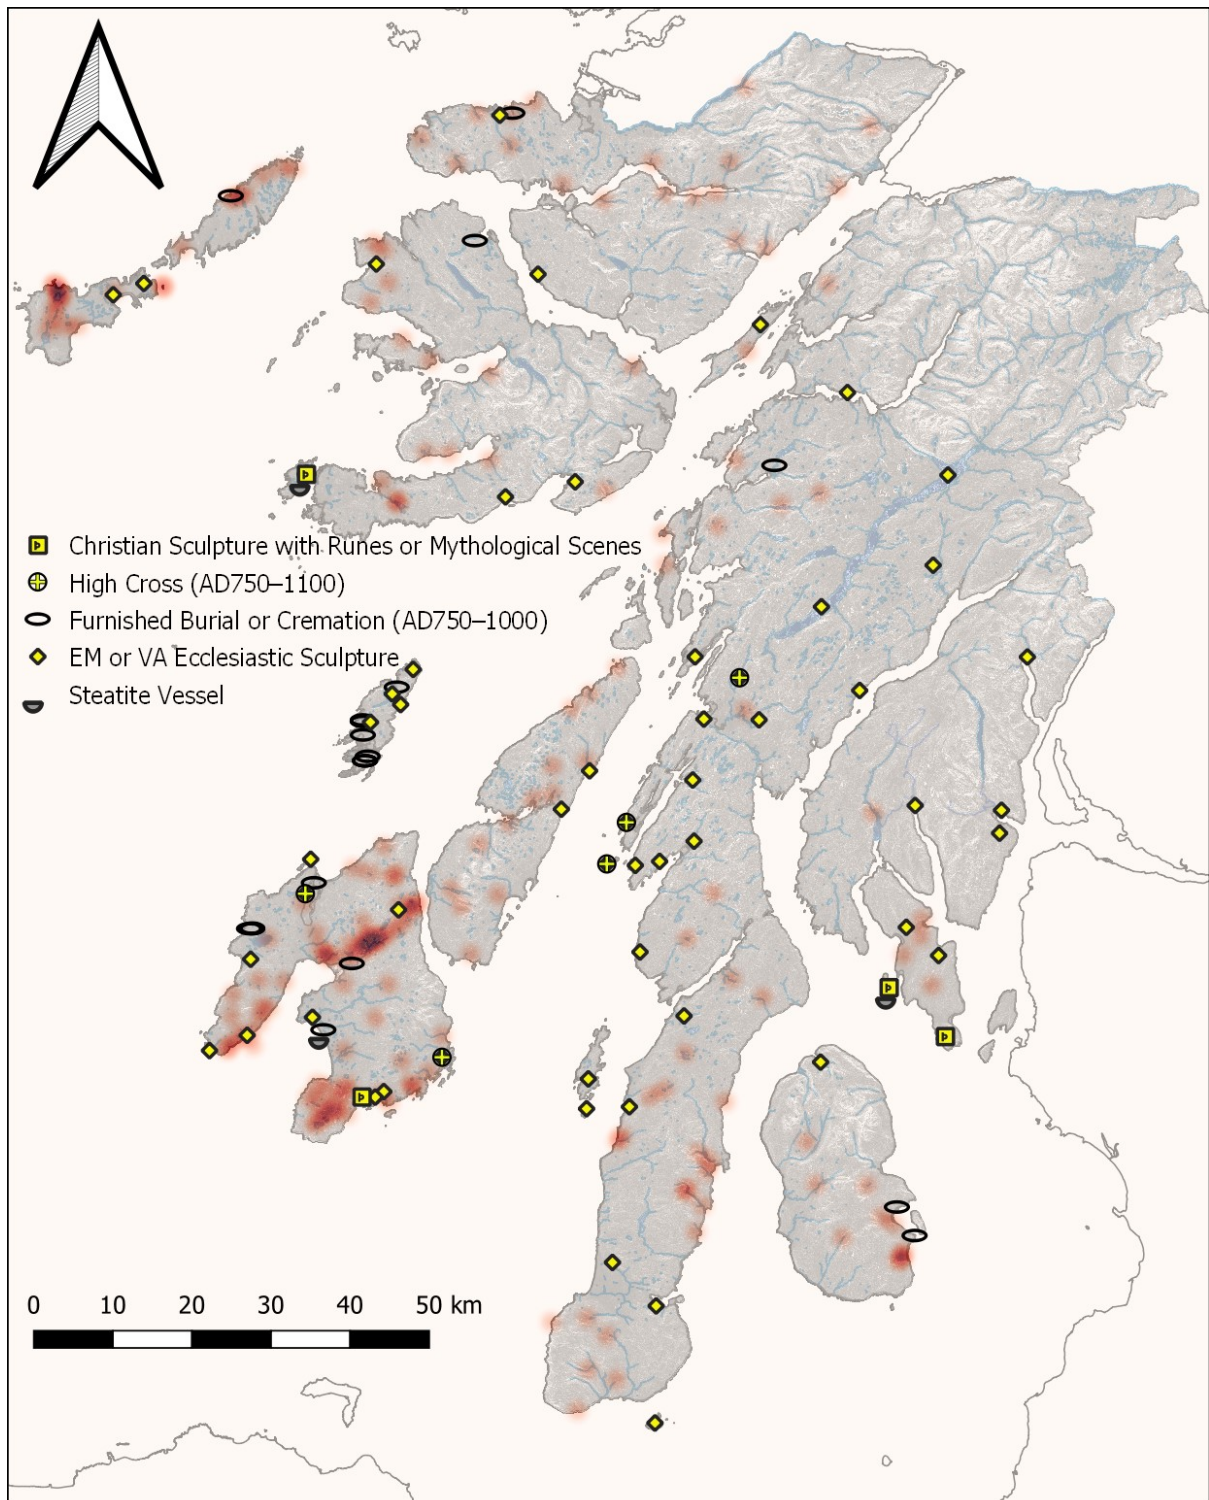 Christian Sculpture with Runes or Mythological Scenes
High Cross (AD750–1100)
Furnished Burial or Cremation (AD750–1000)
EM or VA Ecclesiastic Sculpture
Steatite Vessel
0 10 20 30 40 50 km